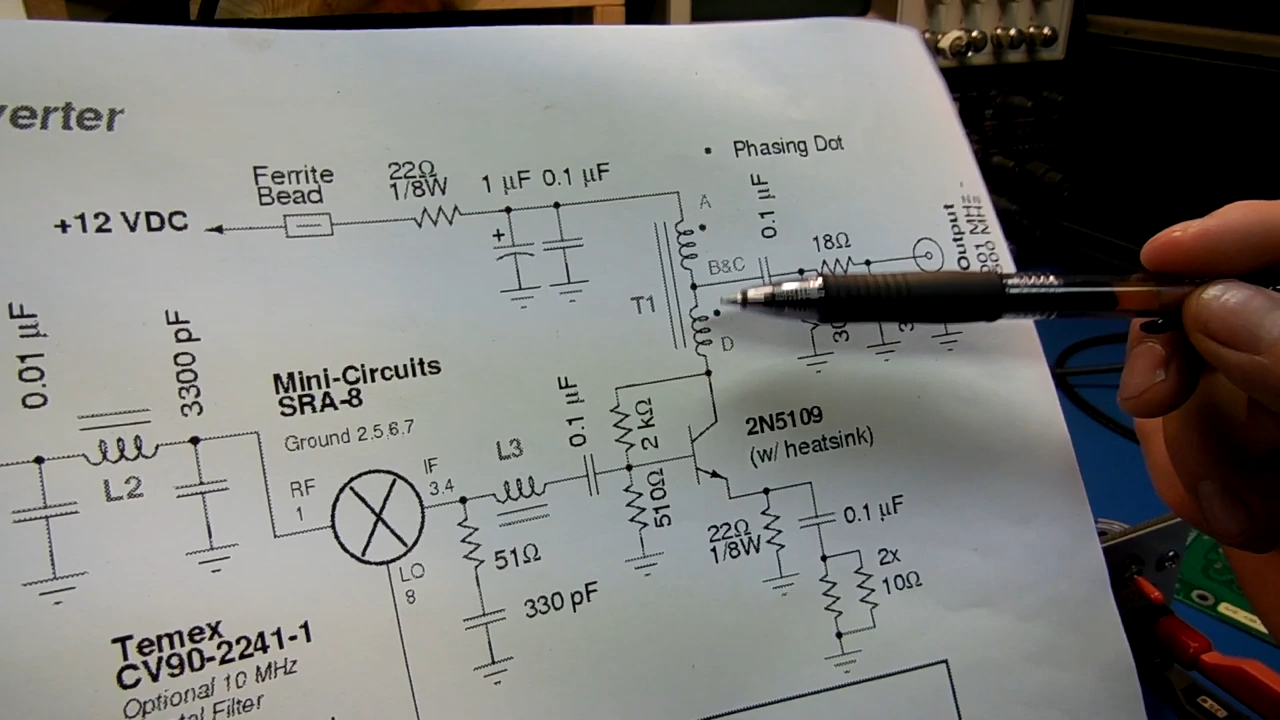 verter
Phasing Dot
Ferrite
Bead
22Ω
1/8W
1 µF
0.1 µF
+12 VDC
+
A
0.1 µF
B&C
18Ω
Output
T1
D
0.01 µF
3300 pF
L2
Mini-Circuits
SRA-8
Ground 2,5,6,7
RF
1
IF
3,4
LO
8
L3
0.1 µF
2 kΩ
510Ω
51Ω
330 pF
2N5109
(w/ heatsink)
22Ω
1/8W
0.1 µF
2x
10Ω
Temex
CV90-2241-1
Optional 10 MHz
Filter